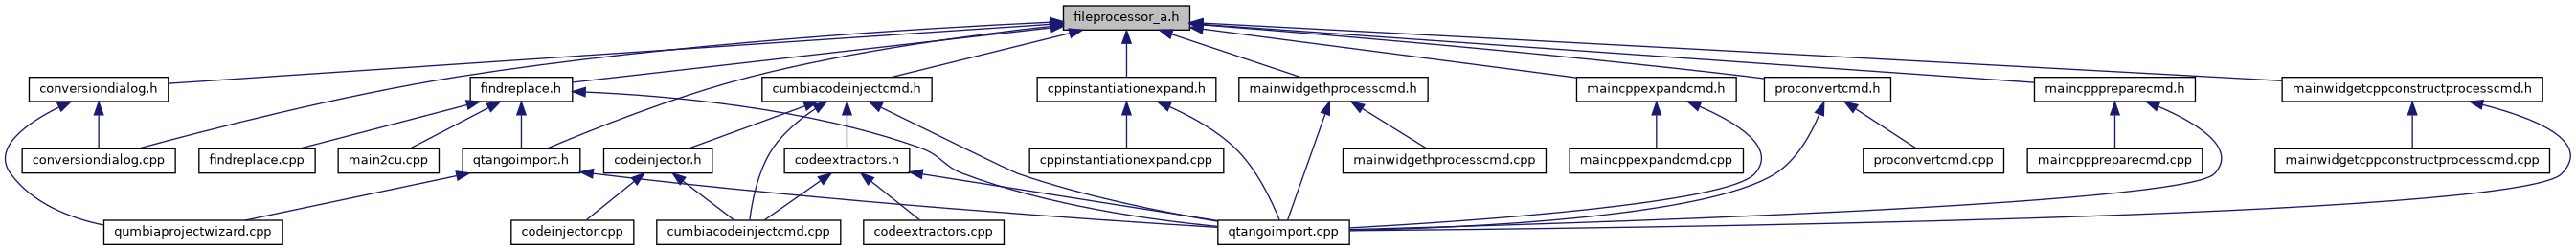 fileprocessor_a.h
conversiondialog.h
findreplace.h
cumbiacodeinjectcmd.h
cppinstantiationexpand.h
mainwidgethprocesscmd.h
maincppexpandcmd.h
proconvertcmd.h
maincpppreparecmd.h
mainwidgetcppconstructprocesscmd.h
conversiondialog.cpp
findreplace.cpp
main2cu.cpp
qtangoimport.h
codeinjector.h
codeextractors.h
cppinstantiationexpand.cpp
mainwidgethprocesscmd.cpp
maincppexpandcmd.cpp
proconvertcmd.cpp
maincpppreparecmd.cpp
mainwidgetcppconstructprocesscmd.cpp
qumbiaprojectwizard.cpp
codeinjector.cpp
cumbiacodeinjectcmd.cpp
codeextractors.cpp
qtangoimport.cpp